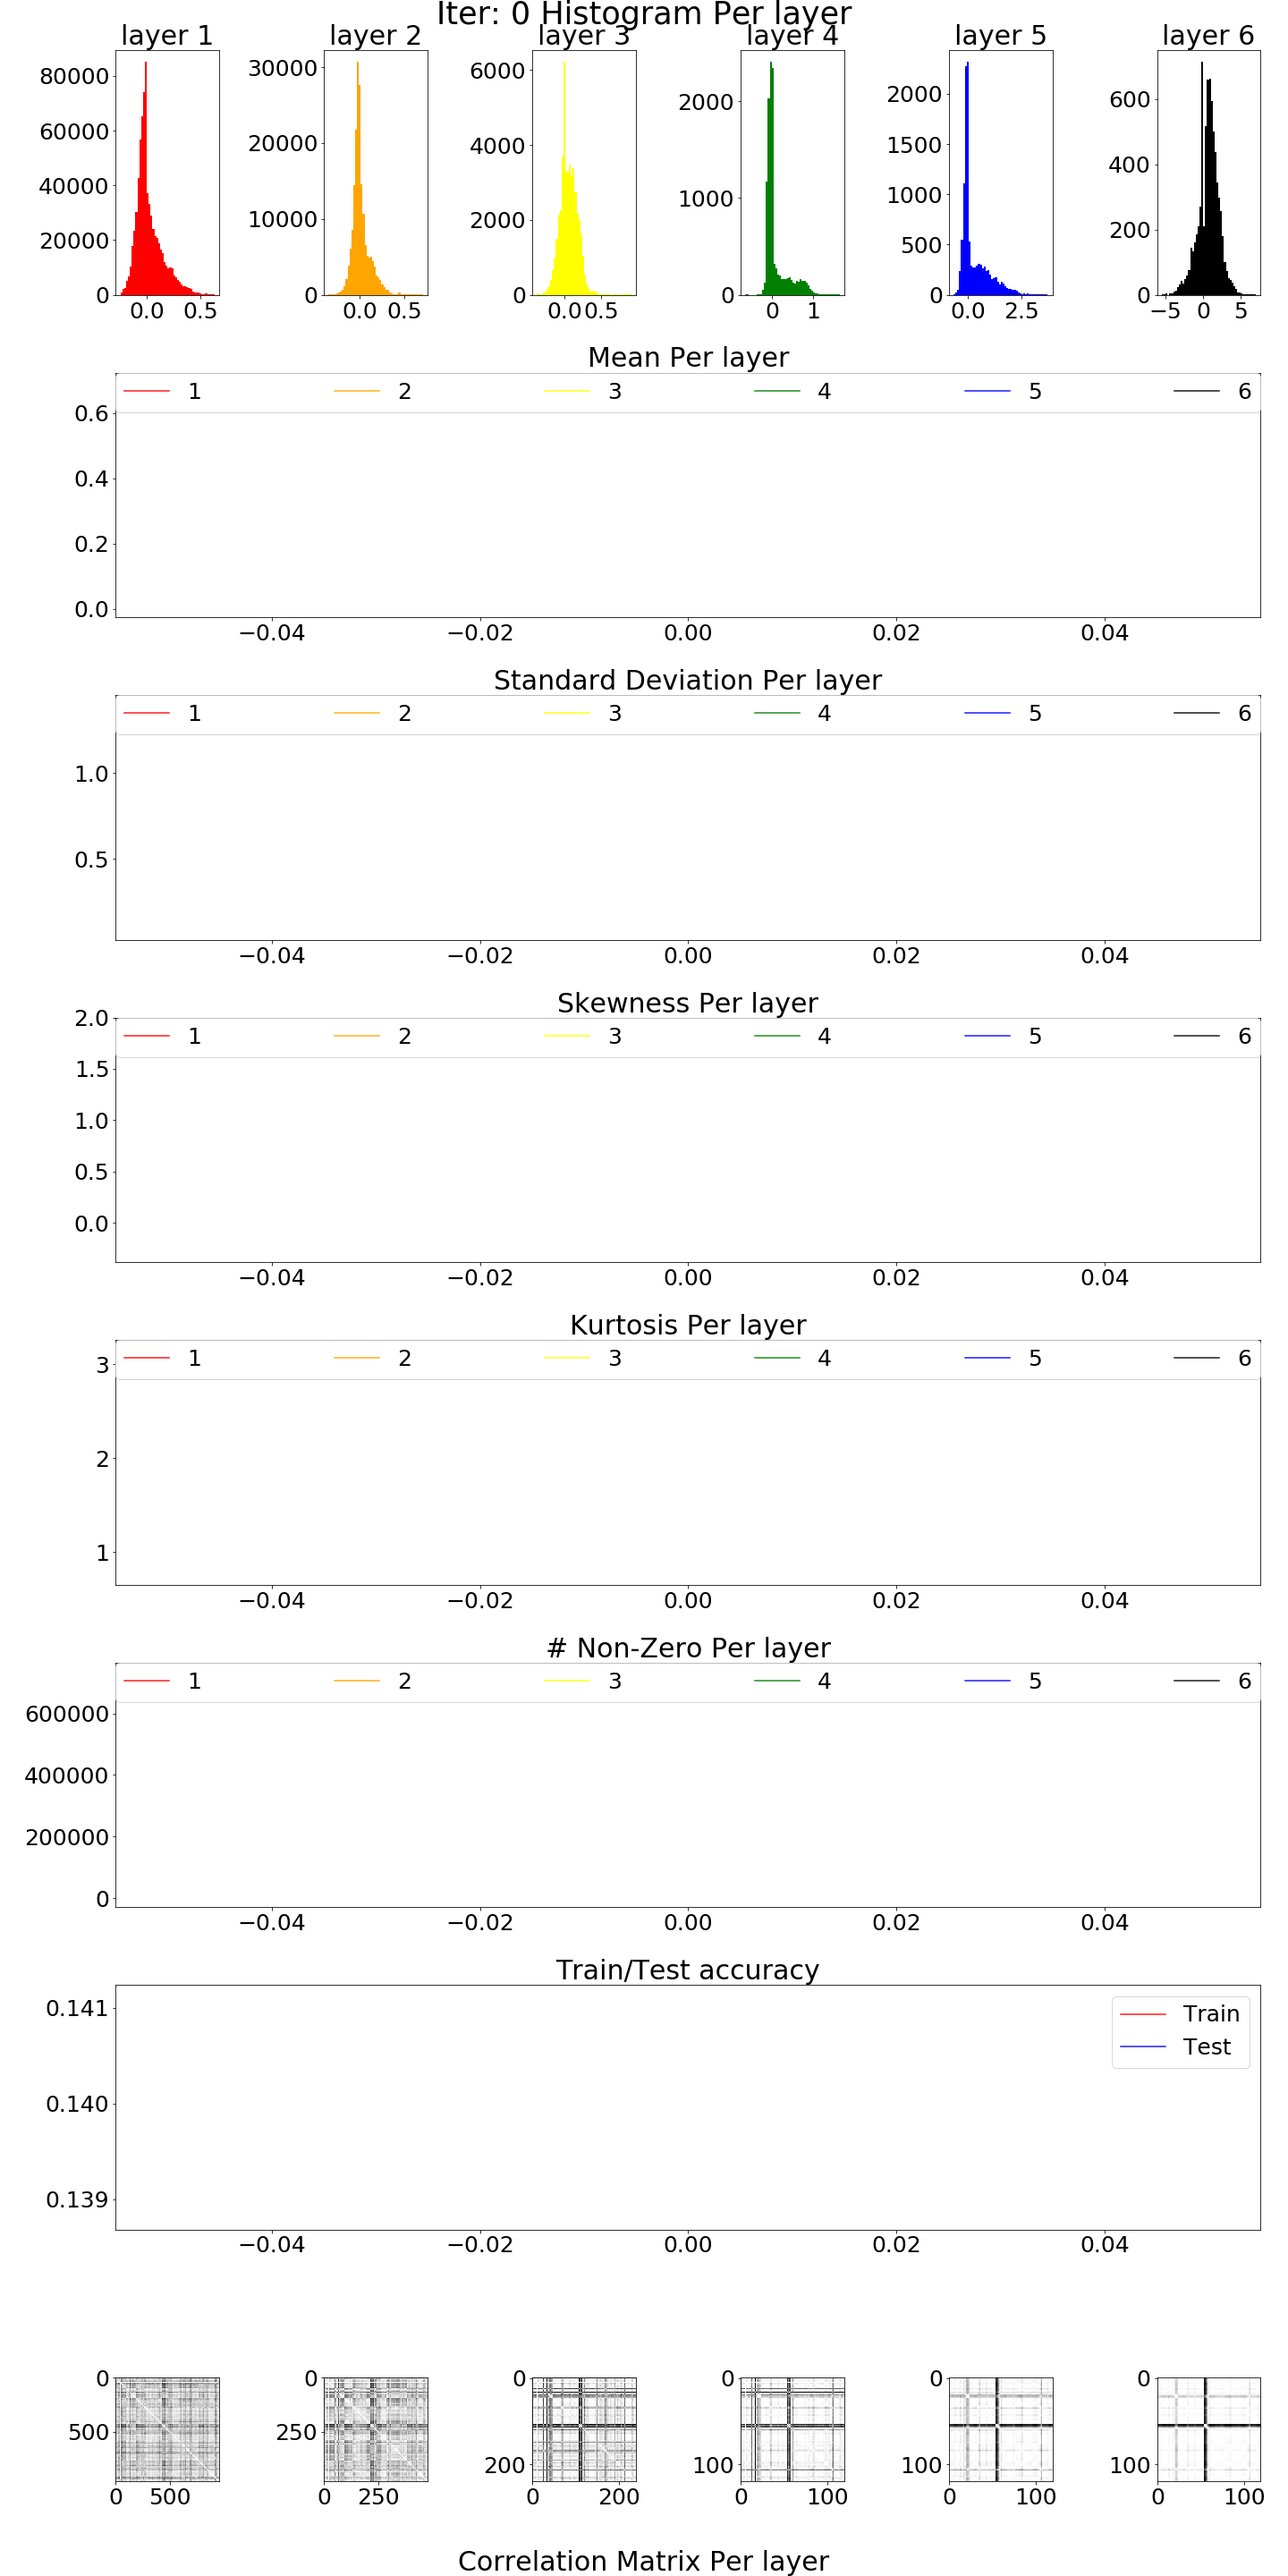 Iter: 0 Histogram Per layer
layer 1 layer 2 layer 3 layer 4 layer 5 layer 6
80000 60000 40000 20000 0
0.0 0.5
30000 20000 10000 0
0.0 0.5
6000 4000 2000 0
0.0 0.5
2000 1000 0
0 1
2000 1500 1000 500 0
0.0 2.5
600 400 200 0
−5 0 5
Mean Per layer
1 2 3 4 5 6
0.6
0.4
0.2
0.0
−0.04 −0.02 0.00 0.02 0.04
Standard Deviation Per layer
1 2 3 4 5 6
1.0
0.5
−0.04 −0.02 0.00 0.02 0.04
Skewness Per layer
2.0
1 2 3 4 5 6
1.5
1.0
0.5
0.0
−0.04 −0.02 0.00 0.02 0.04
Kurtosis Per layer
1 2 3 4 5 6
3
2
1
−0.04 −0.02 0.00 0.02 0.04
# Non-Zero Per layer
1 2 3 4 5 6
600000
400000
200000
0
−0.04 −0.02 0.00 0.02 0.04
Train/Test accuracy
0.141
Train
Test
0.140
0.139
−0.04 −0.02 0.00 0.02 0.04
0 500
0 500
0 250
0 250
0 200
0 200
0 100
0 100
0 100
0 100
0 100
0 100
Correlation Matrix Per layer